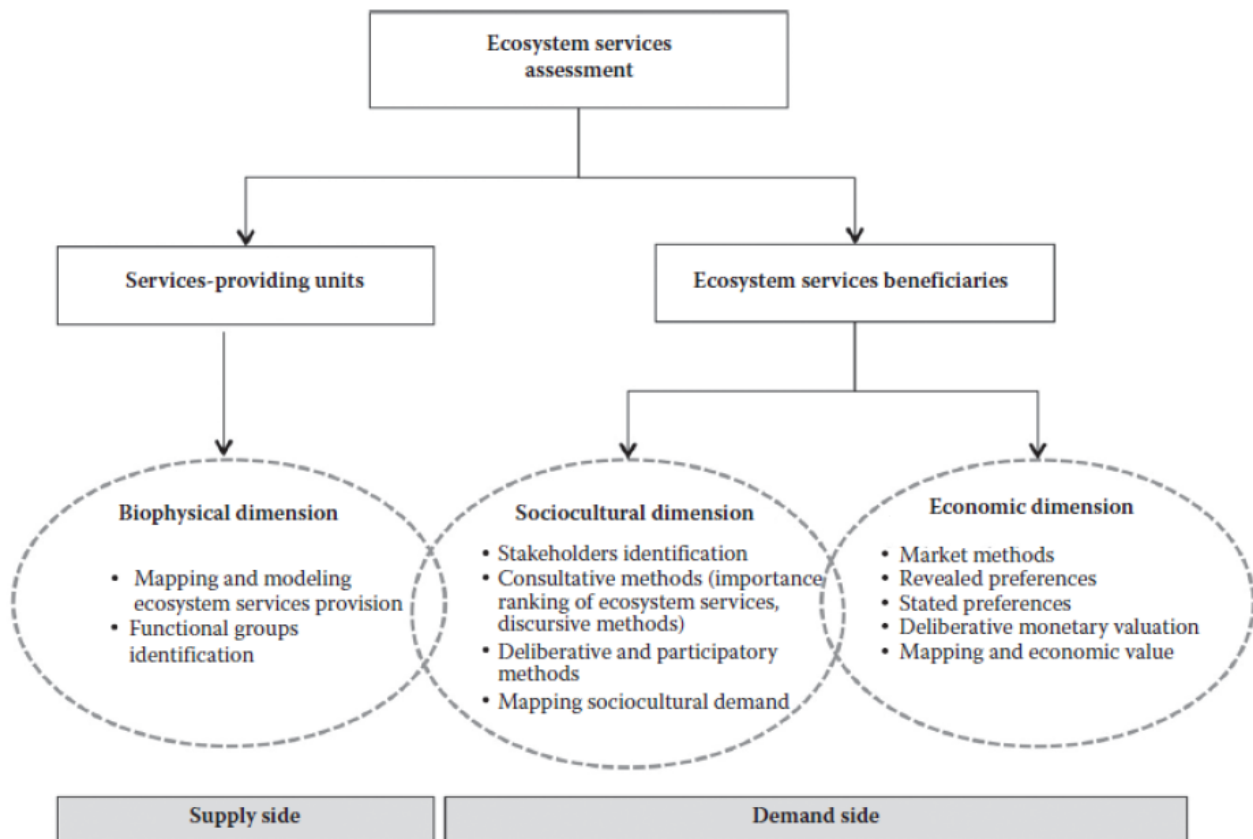 Ecosystem services
assessment
Services-providing units
Ecosystem services beneficiaries
Biophysical dimension
• Mapping and modeling
ecosystem services provision
• Functional groups
identification
Sociocultural dimension
• Stakeholders identification
• Consultative methods (importance
ranking of ecosystem services,
discursive methods)
• Deliberative and participatory
methods
• Mapping sociocultural demand
Economic dimension
• Market methods
• Revealed preferences
• Stated preferences
• Deliberative monetary valuation
• Mapping and economic value
Supply side
Demand side